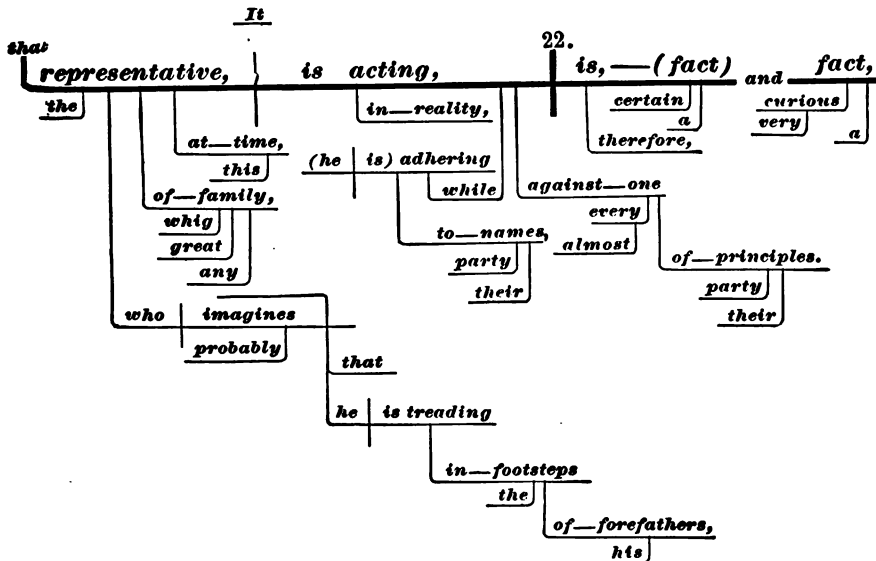 It
that
22.
representative, is acting, is,—(fact) and fact,
the in—reality, certain curious
a very
a
at—time, therefore,
this (he is) adhering
of—family, while against—one
whig every
great to—names, almost
any party of—principles.
their party
who imagines their
probably
that
he is treading
in—footsteps
the
of—forefathers,
his